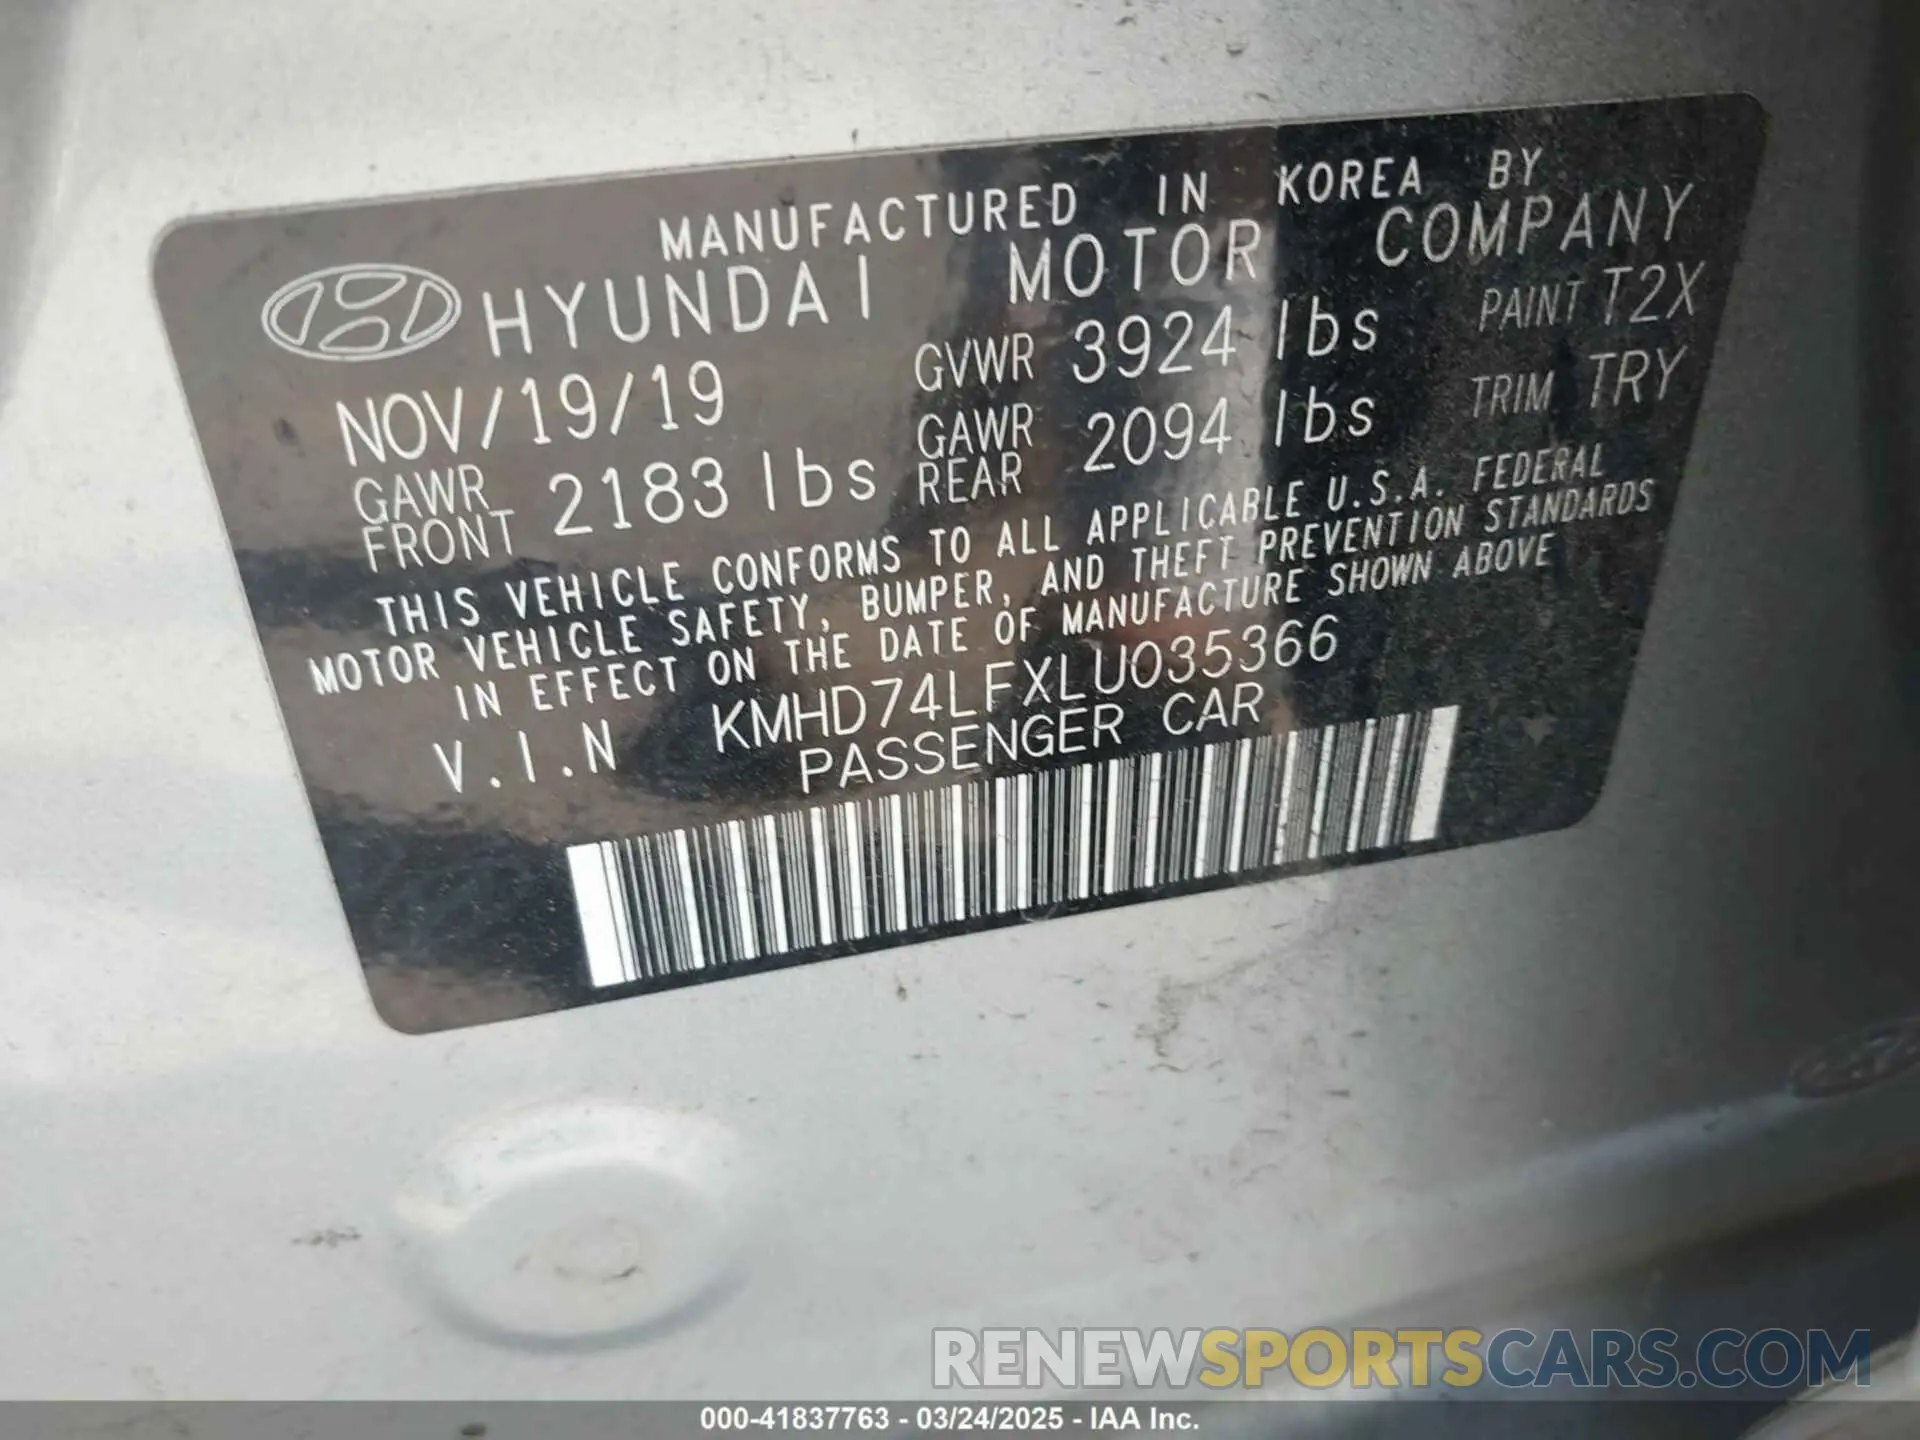 MANUFACTURED IN KOREA BY
HYUNDAI MOTOR COMPANY
NOV/19/19 GVWR 3924 lbs PAINT T2X
GAWR FRONT 2183 lbs GAWR REAR 2094 lbs TRIM TRY
THIS VEHICLE CONFORMS TO ALL APPLICABLE U.S.A. FEDERAL
MOTOR VEHICLE SAFETY, BUMPER, AND THEFT PREVENTION STANDARDS
IN EFFECT ON THE DATE OF MANUFACTURE SHOWN ABOVE
V.I.N KMHD74LFXLU035366
PASSENGER CAR
RENEWSPORTSCARS.COM
000-41837763 - 03/24/2025 - IAA Inc.